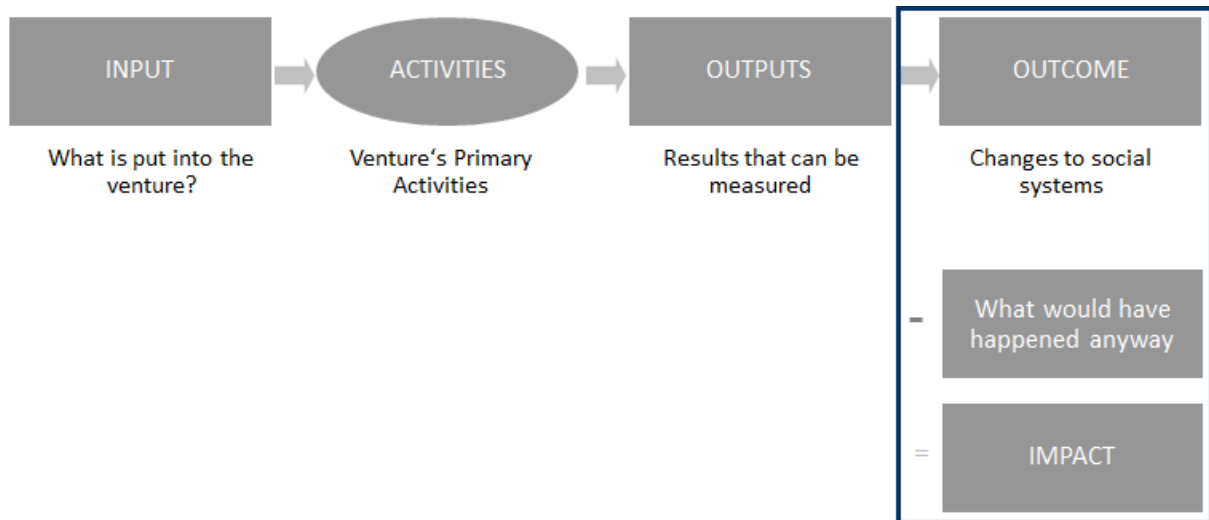 INPUT
ACTIVITIES
OUTPUTS
OUTCOME
What is put into the
venture?
Venture‘s Primary
Activities
Results that can be
measured
Changes to social
systems
-
What would have
happened anyway
=
IMPACT